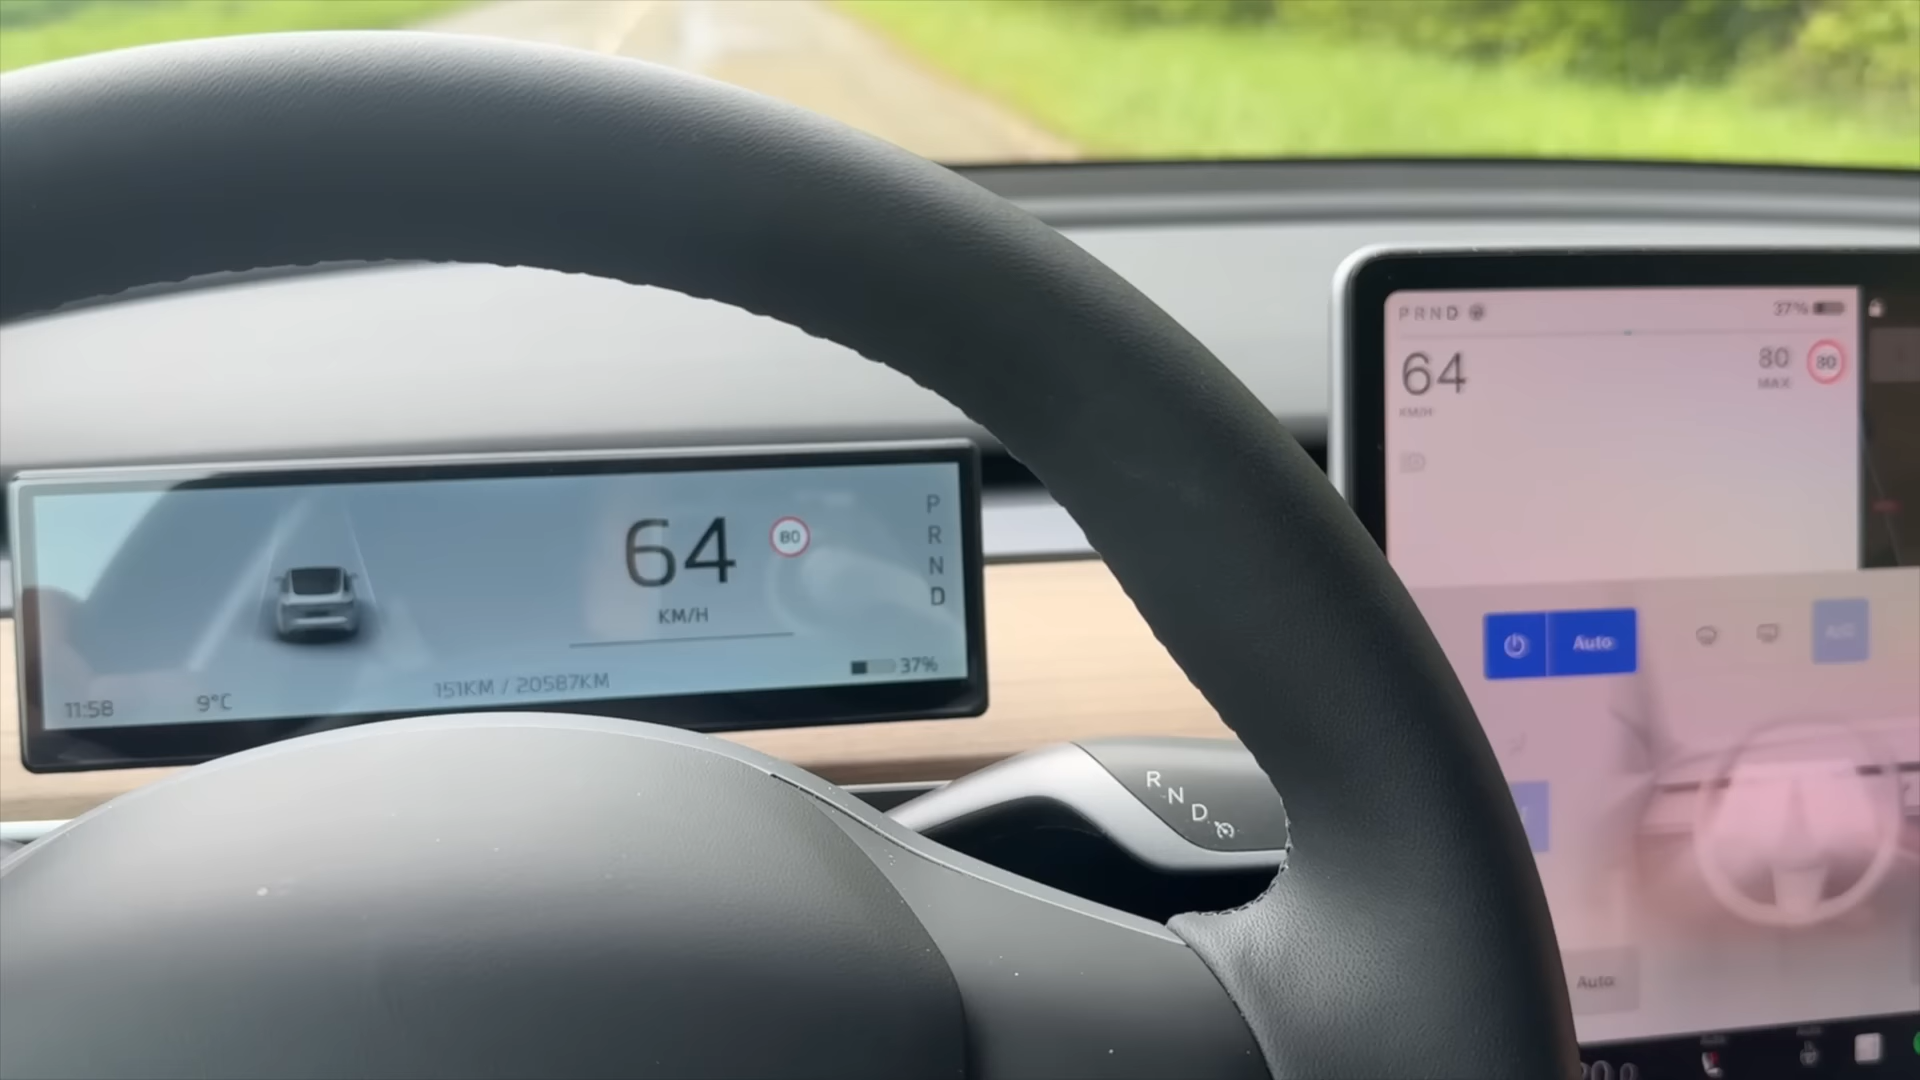 64
80
KM/H
P
R
N
D
11:58
9°C
151KM / 20587KM
37%
R
N
D
PRND
37%
64
KM/H
80
MAX
80
Auto
Auto